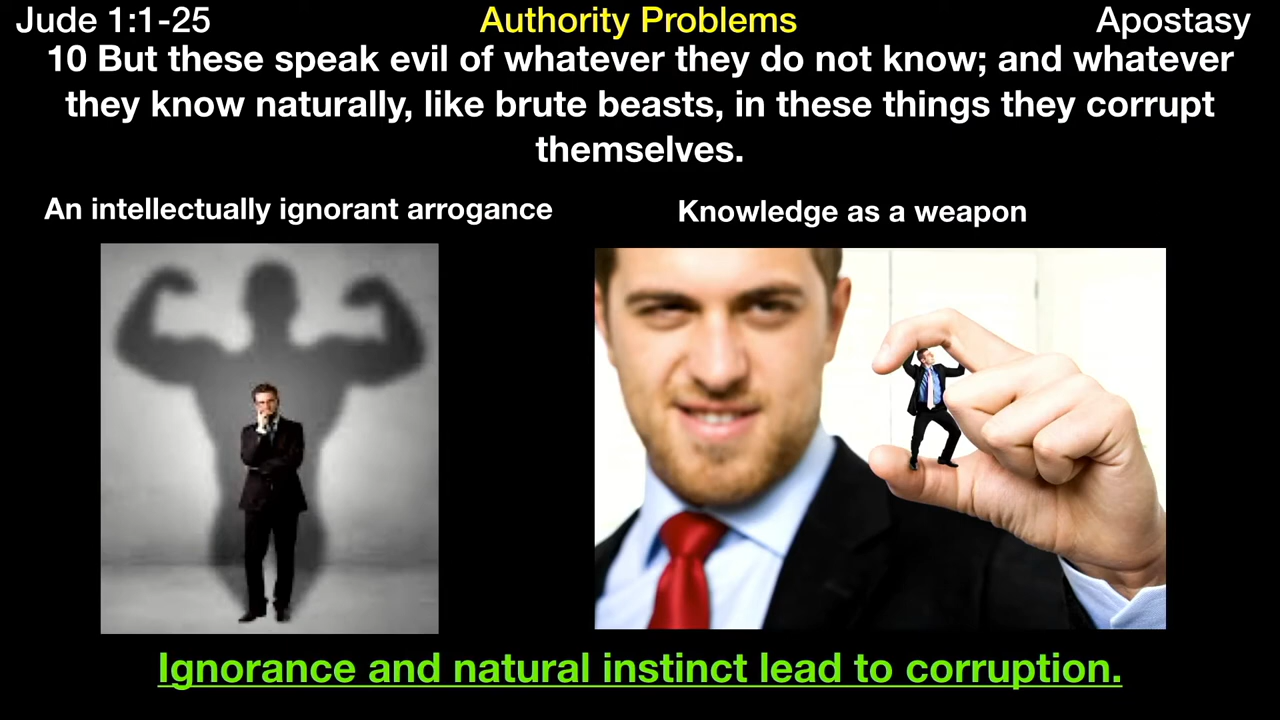 Jude 1:1-25 Authority Problems Apostasy
10 But these speak evil of whatever they do not know; and whatever
they know naturally, like brute beasts, in these things they corrupt
themselves.
An intellectually ignorant arrogance
Knowledge as a weapon
Ignorance and natural instinct lead to corruption.